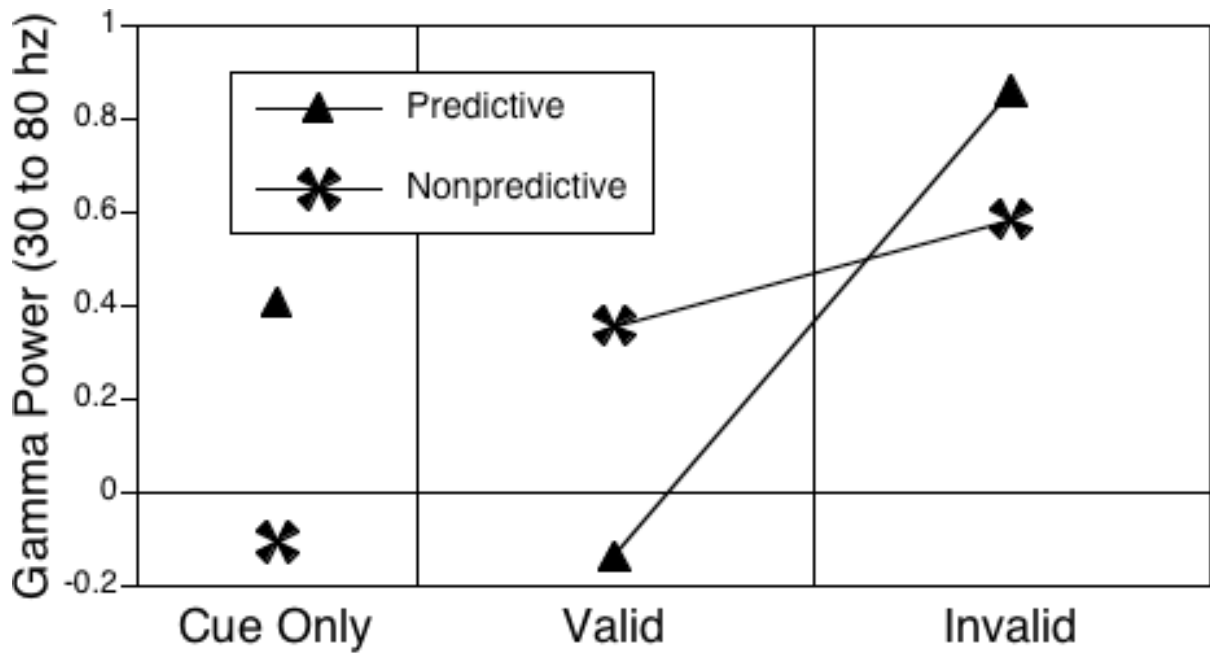 Gamma Power (30 to 80 hz)
1
0.8
0.6
0.4
0.2
0
-0.2
Predictive
Nonpredictive
Cue Only
Valid
Invalid